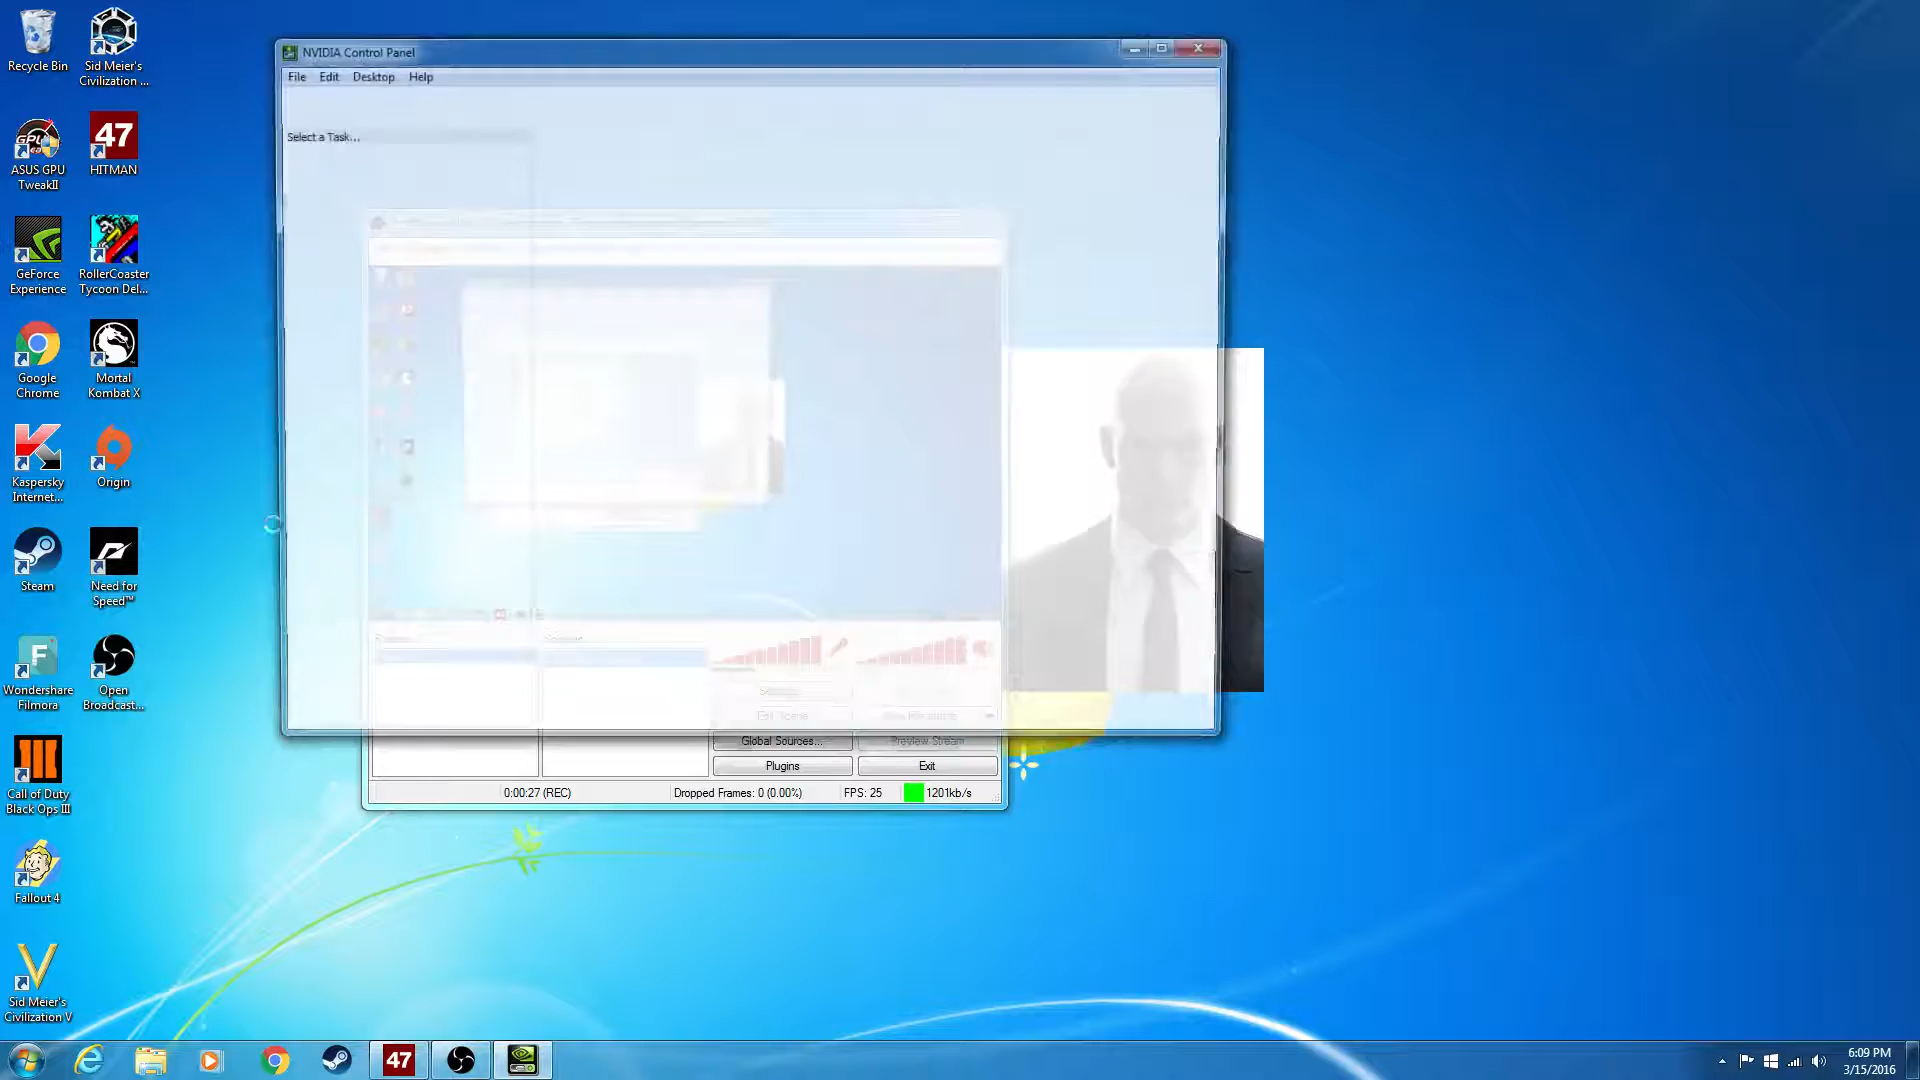 Recycle Bin
Sid Meier's
Civilization ...
ASUS GPU
TweakII
47
HITMAN
GeForce
Experience
RollerCoaster
Tycoon Del...
Google
Chrome
Mortal
Kombat X
Kaspersky
Internet...
Origin
Steam
Need for
Speed™
Wondershare
Filmora
Open
Broadcast...
Call of Duty
Black Ops III
Fallout 4
Sid Meier's
Civilization V
NVIDIA Control Panel
File Edit Desktop Help
Select a Task...
Edit Scene
Global Sources...
Preview Stream
Plugins
Exit
0:00:27 (REC)
Dropped Frames: 0 (0.00%)
FPS: 25
1201kb/s
47
6:09 PM
3/15/2016